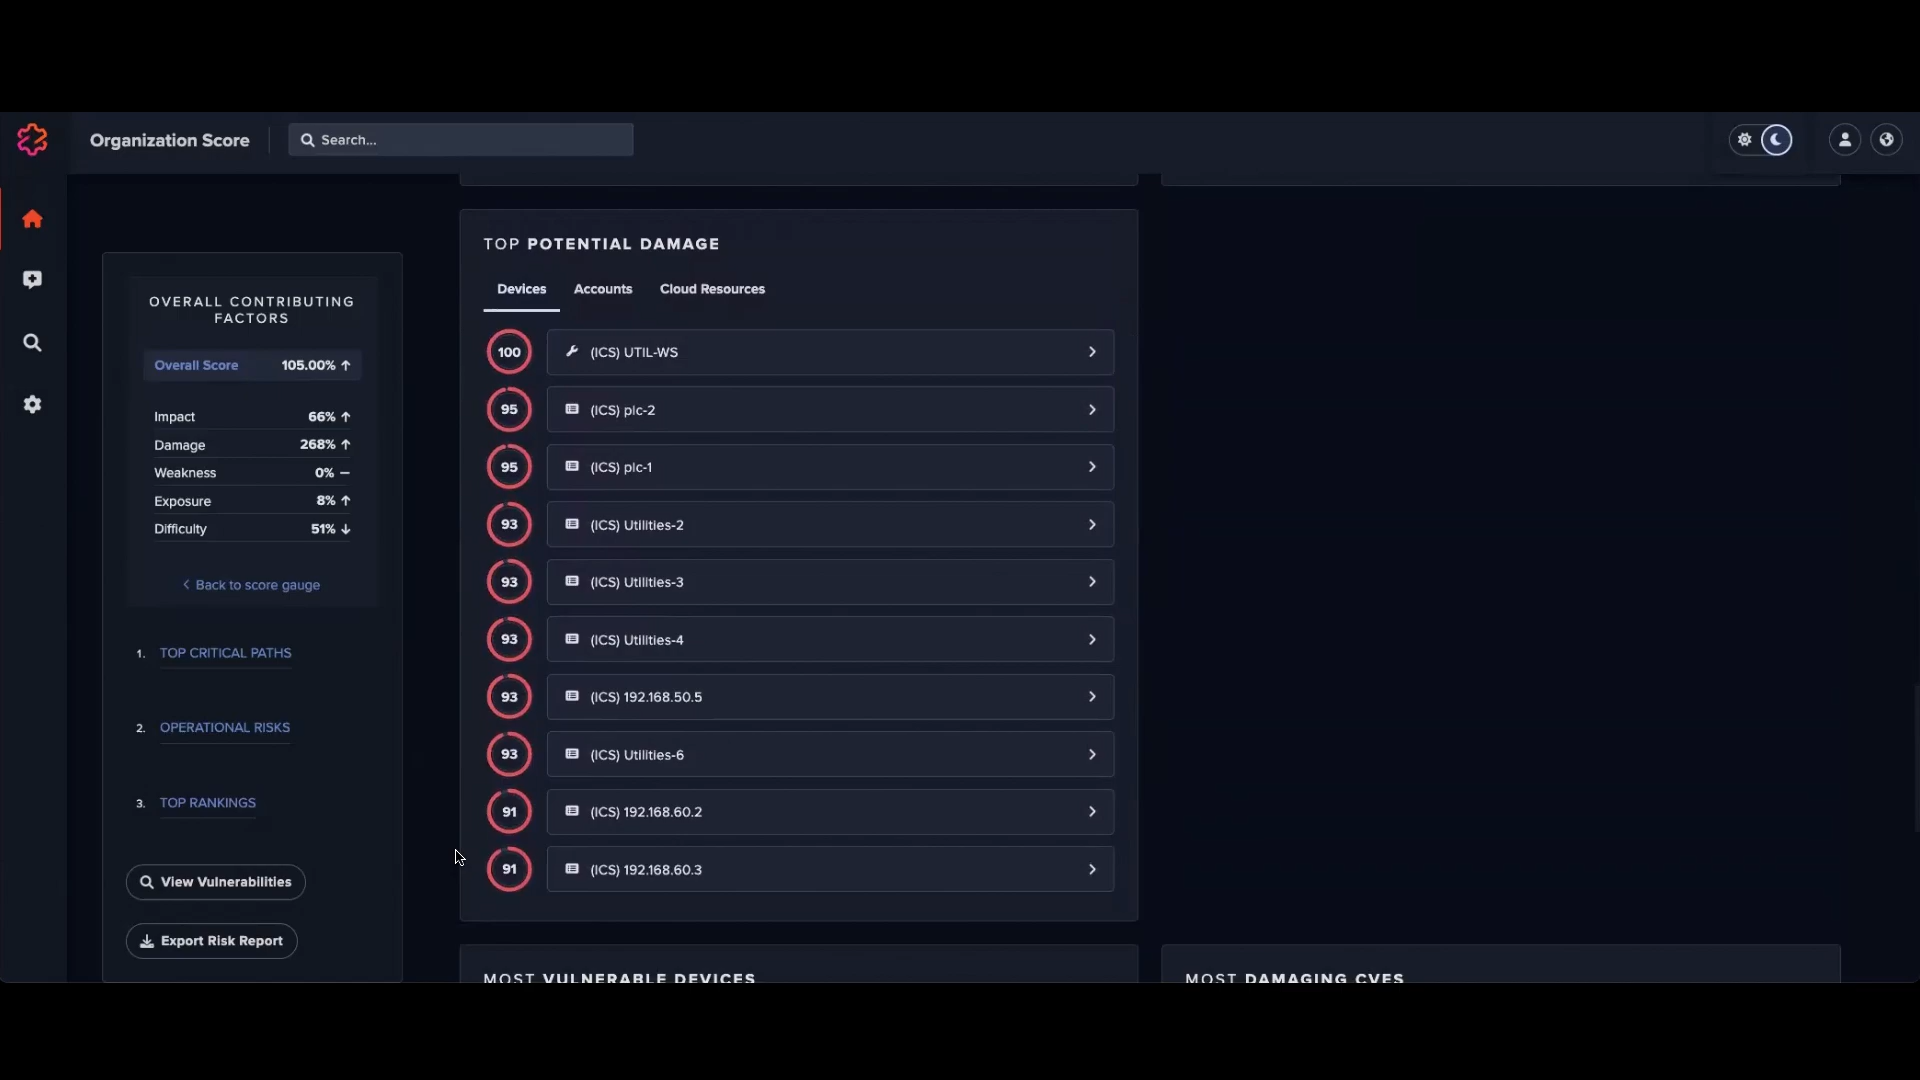 Organization Score
Search...
OVERALL CONTRIBUTING
FACTORS
Overall Score 105.00% ↑
Impact 66% ↑
Damage 268% ↑
Weakness 0% –
Exposure 8% ↑
Difficulty 51% ↓
Back to score gauge
1. TOP CRITICAL PATHS
2. OPERATIONAL RISKS
3. TOP RANKINGS
View Vulnerabilities
Export Risk Report
TOP POTENTIAL DAMAGE
Devices Accounts Cloud Resources
100 (ICS) UTIL-WS
95 (ICS) plc-2
95 (ICS) plc-1
93 (ICS) Utilities-2
93 (ICS) Utilities-3
93 (ICS) Utilities-4
93 (ICS) 192.168.50.5
93 (ICS) Utilities-6
91 (ICS) 192.168.60.2
91 (ICS) 192.168.60.3
MOST VULNERABLE DEVICES
MOST DAMAGING CVES